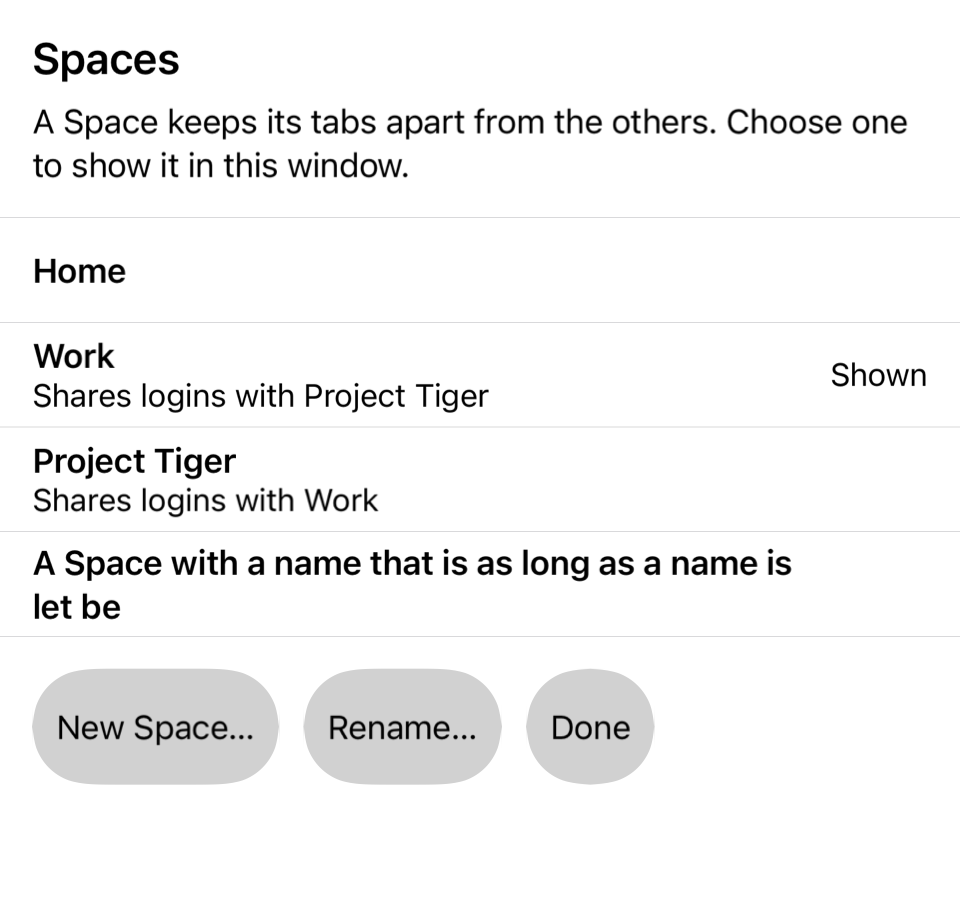 Spaces
A Space keeps its tabs apart from the others. Choose one
to show it in this window.
Home
Work
Shares logins with Project Tiger
Shown
Project Tiger
Shares logins with Work
A Space with a name that is as long as a name is
let be
New Space...
Rename...
Done